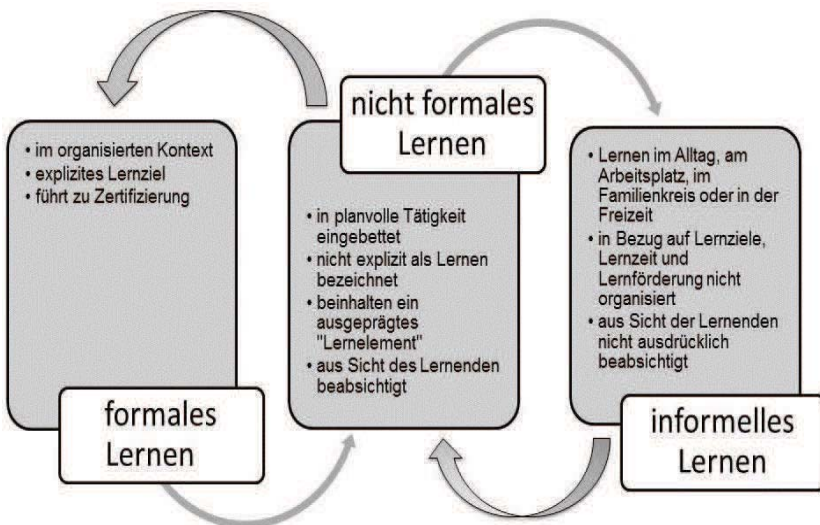 • im organisierten Kontext
• explizites Lernziel
• führt zu Zertifizierung
formales
Lernen
nicht formales
Lernen
• in planvolle Tätigkeit
eingebettet
• nicht explizit als Lernen
bezeichnet
• beinhalten ein
ausgeprägtes
"Lernelement"
• aus Sicht des Lernenden
beabsichtigt
• Lernen im Alltag, am
Arbeitsplatz, im
Familienkreis oder in der
Freizeit
• in Bezug auf Lernziele,
Lernzeit und
Lernförderung nicht
organisiert
• aus Sicht der Lernenden
nicht ausdrücklich
beabsichtigt
informelles
Lernen